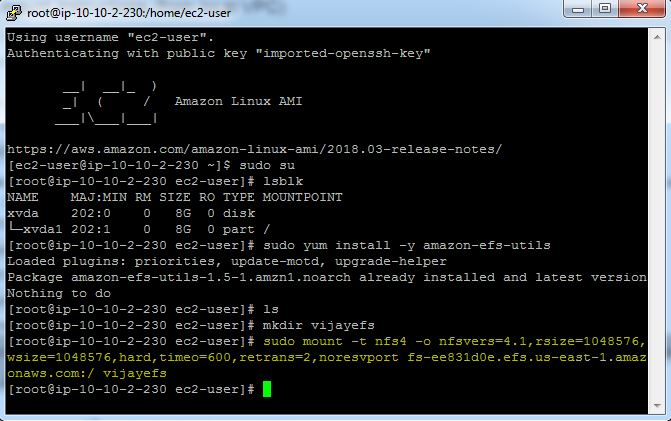 root@ip-10-10-2-230:/home/ec2-user
Using username "ec2-user".
Authenticating with public key "imported-openssh-key"
       __|  __|_  )
       _|  (     /   Amazon Linux AMI
      ___|\___|___|
https://aws.amazon.com/amazon-linux-ami/2018.03-release-notes/
[ec2-user@ip-10-10-2-230 ~]$ sudo su
[root@ip-10-10-2-230 ec2-user]# lsblk
NAME    MAJ:MIN RM SIZE RO TYPE MOUNTPOINT
xvda    202:0    0   8G  0 disk
└─xvda1 202:1    0   8G  0 part /
[root@ip-10-10-2-230 ec2-user]# sudo yum install -y amazon-efs-utils
Loaded plugins: priorities, update-motd, upgrade-helper
Package amazon-efs-utils-1.5-1.amzn1.noarch already installed and latest version
Nothing to do
[root@ip-10-10-2-230 ec2-user]# ls
[root@ip-10-10-2-230 ec2-user]# mkdir vijayefs
[root@ip-10-10-2-230 ec2-user]# sudo mount -t nfs4 -o nfsvers=4.1,rsize=1048576,
wsize=1048576,hard,timeo=600,retrans=2,noresvport fs-ee831d0e.efs.us-east-1.amaz
onaws.com:/ vijayefs
[root@ip-10-10-2-230 ec2-user]#